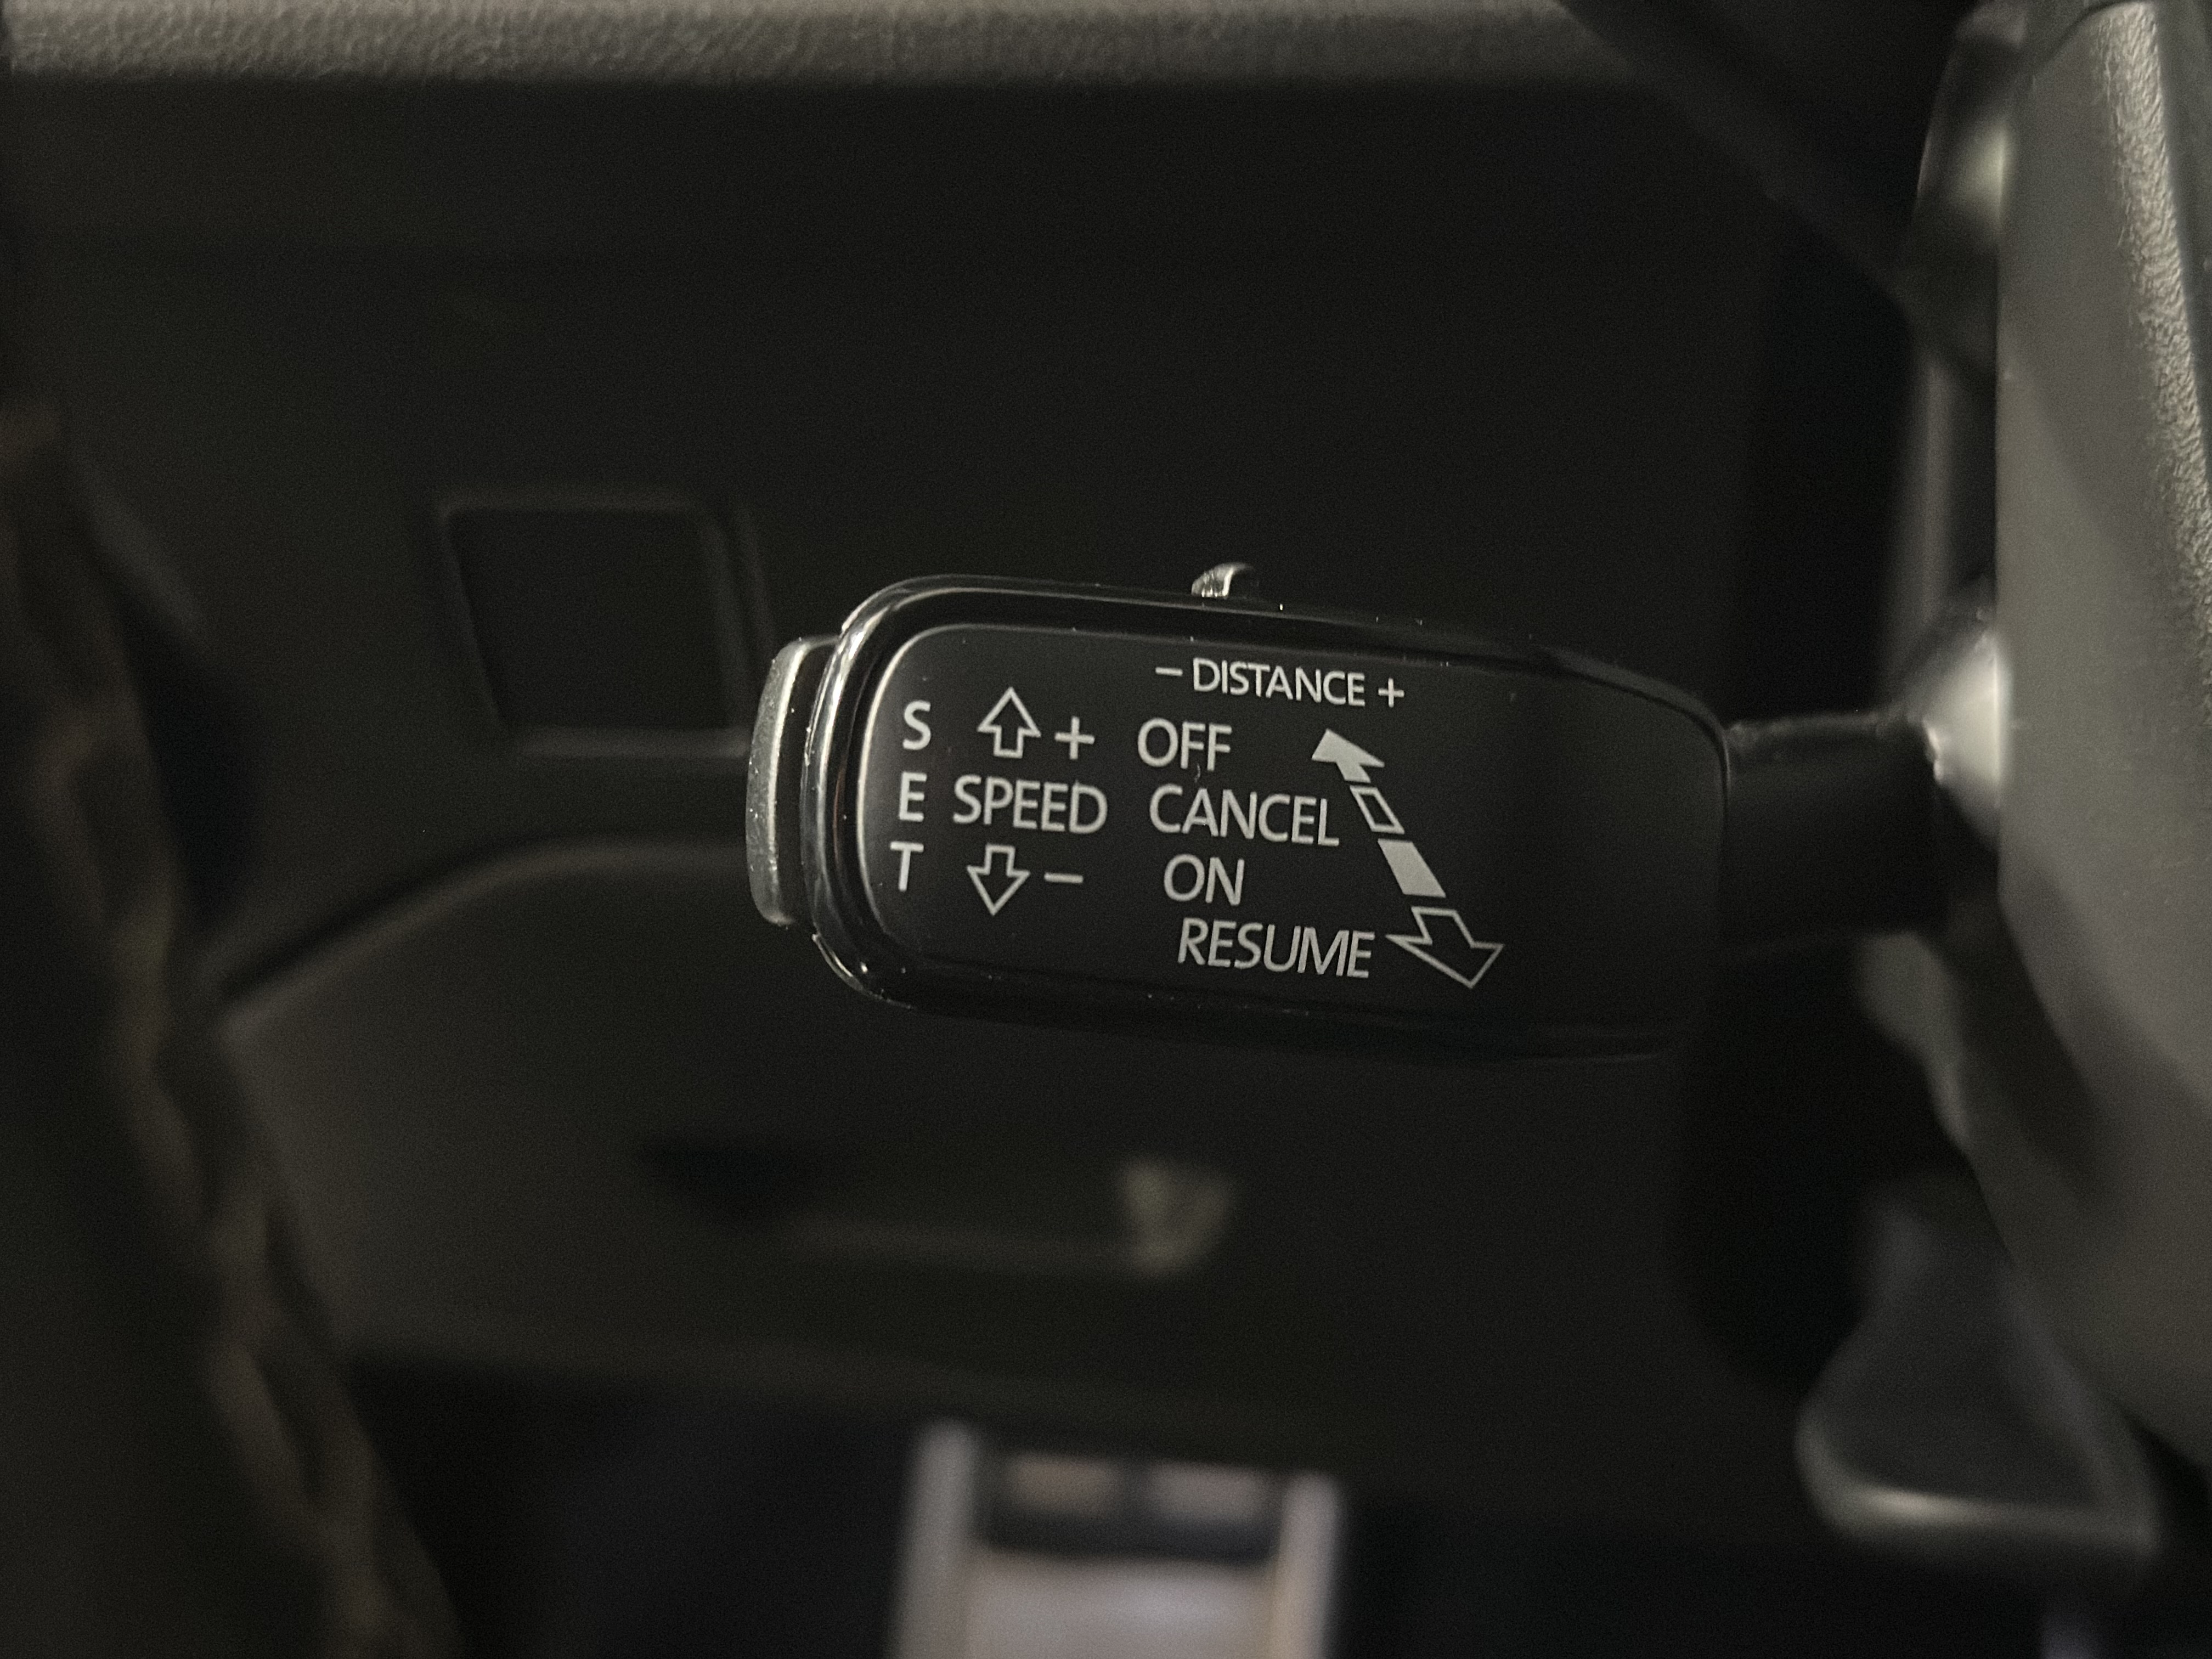 − DISTANCE +
S + OFF
E SPEED CANCEL
T − ON
RESUME